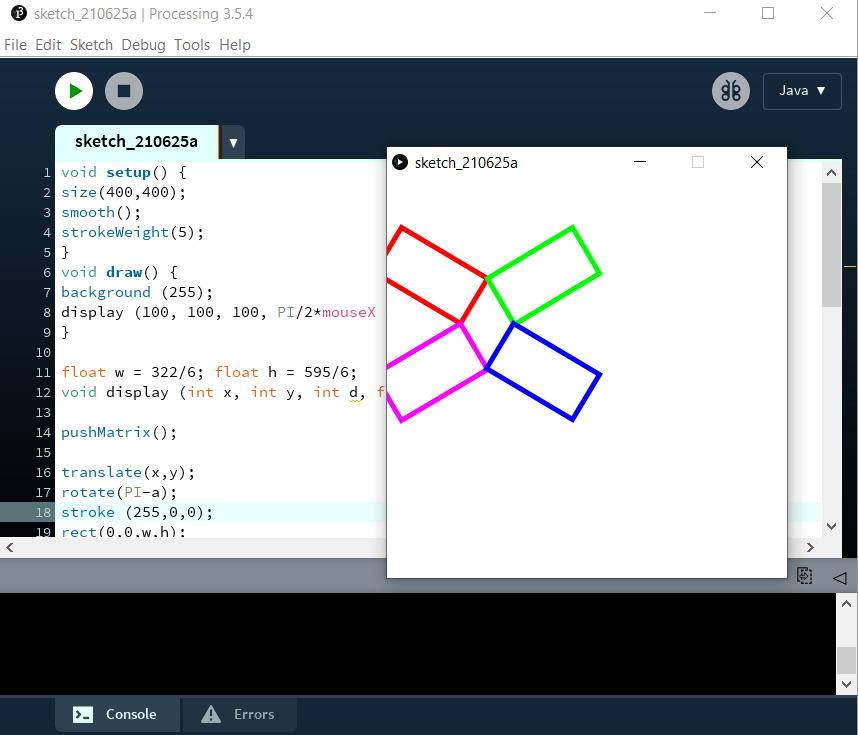 sketch_210625a | Processing 3.5.4
File Edit Sketch Debug Tools Help
Java ▼
sketch_210625a ▼
sketch_210625a
1 void setup() {
2 size(400,400);
3 smooth();
4 strokeWeight(5);
5 }
6 void draw() {
7 background (255);
8 display (100, 100, 100, PI/2*mouseX
9 }
10
11 float w = 322/6; float h = 595/6;
12 void display (int x, int y, int d, f
13
14 pushMatrix();
15
16 translate(x,y);
17 rotate(PI-a);
18 stroke (255,0,0);
19 rect(0,0,w,h);
Console
Errors